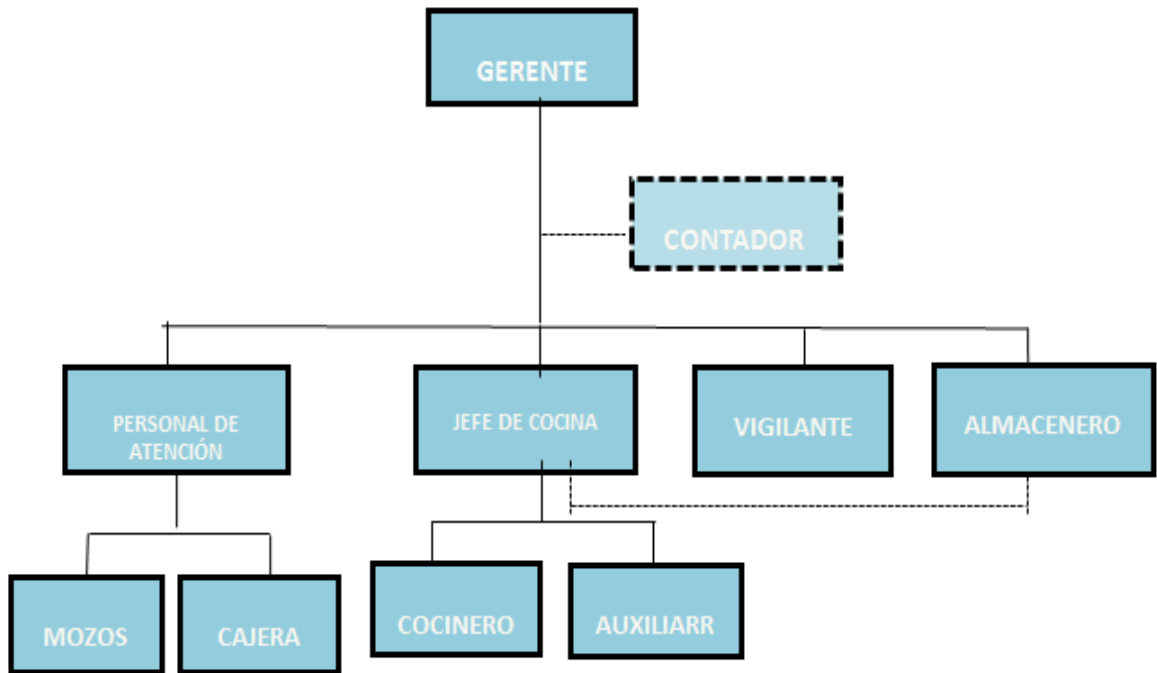 GERENTE
CONTADOR
PERSONAL DE
ATENCIÓN
JEFE DE COCINA
VIGILANTE
ALMACENERO
MOZOS
CAJERA
COCINERO
AUXILIARR